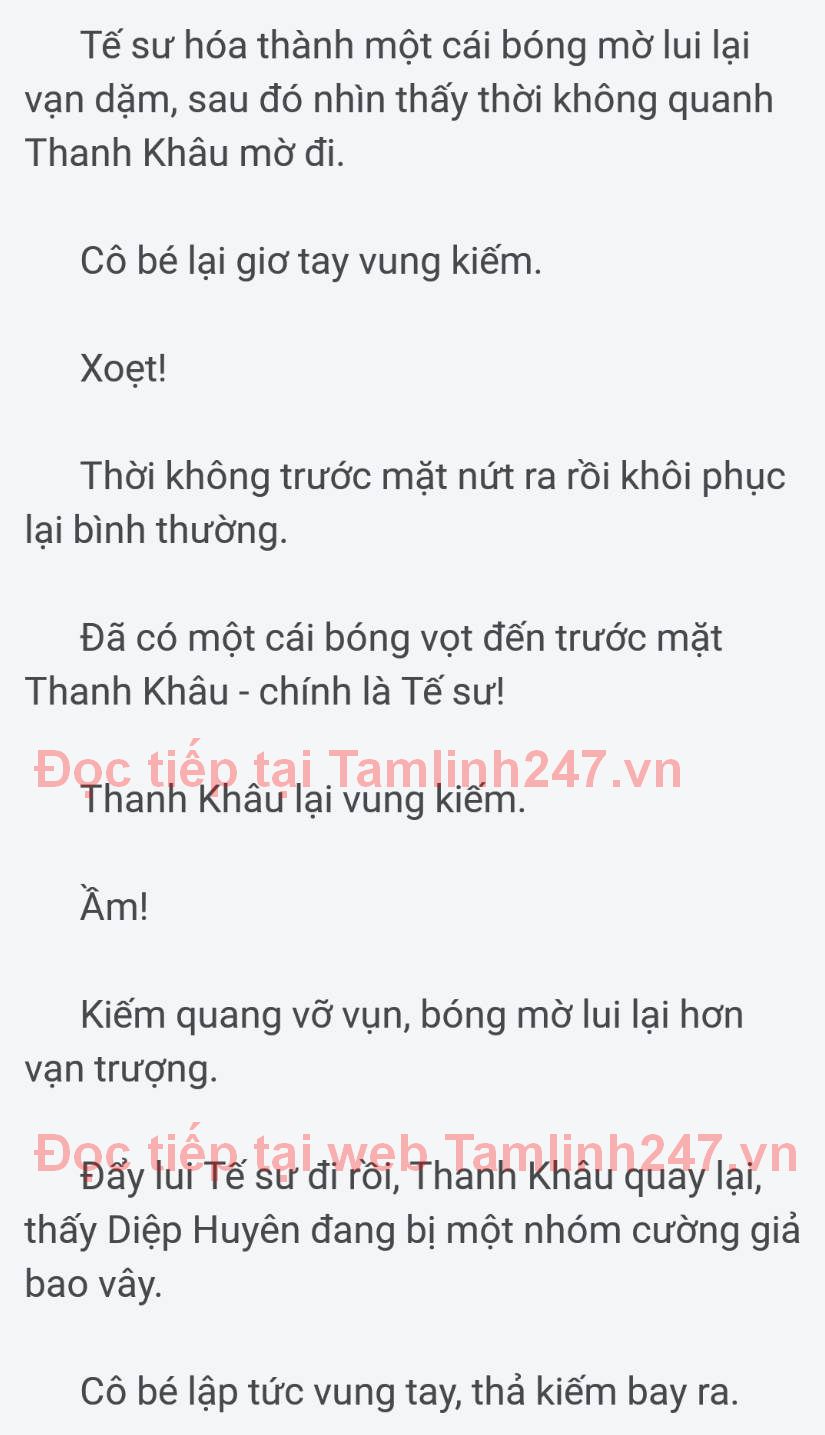 Tế sư hóa thành một cái bóng mờ lui lại
vạn dặm, sau đó nhìn thấy thời không quanh
Thanh Khâu mờ đi.
Cô bé lại giơ tay vung kiếm.
Xoẹt!
Thời không trước mặt nứt ra rồi khôi phục
lại bình thường.
Đã có một cái bóng vọt đến trước mặt
Thanh Khâu - chính là Tế sư!
Đọc tiếp tại Tamlinh247.vn
Thanh Khâu lại vung kiếm.
Ầm!
Kiếm quang vỡ vụn, bóng mờ lui lại hơn
vạn trượng.
Đọc tiếp tại web Tamlinh247.vn
Đẩy lui Tế sư đi rồi, Thanh Khâu quay lại,
thấy Diệp Huyên đang bị một nhóm cường giả
bao vây.
Cô bé lập tức vung tay, thả kiếm bay ra.